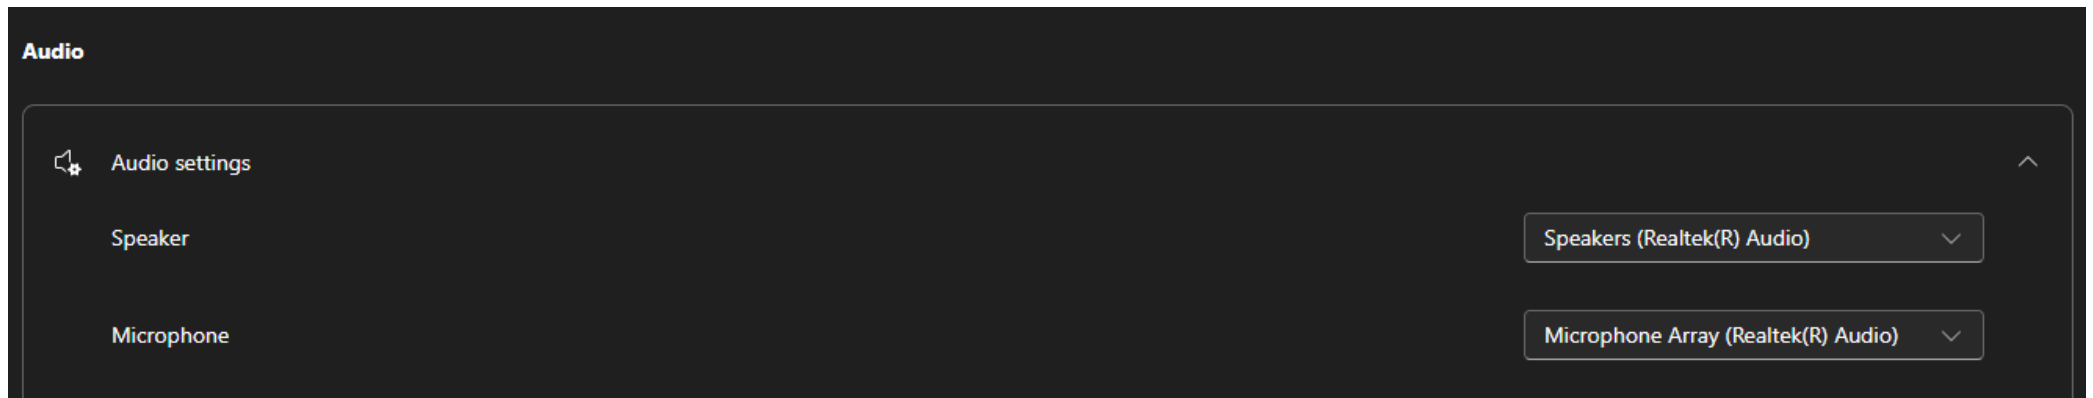 Audio
Audio settings
Speaker
Speakers (Realtek(R) Audio)
Microphone
Microphone Array (Realtek(R) Audio)